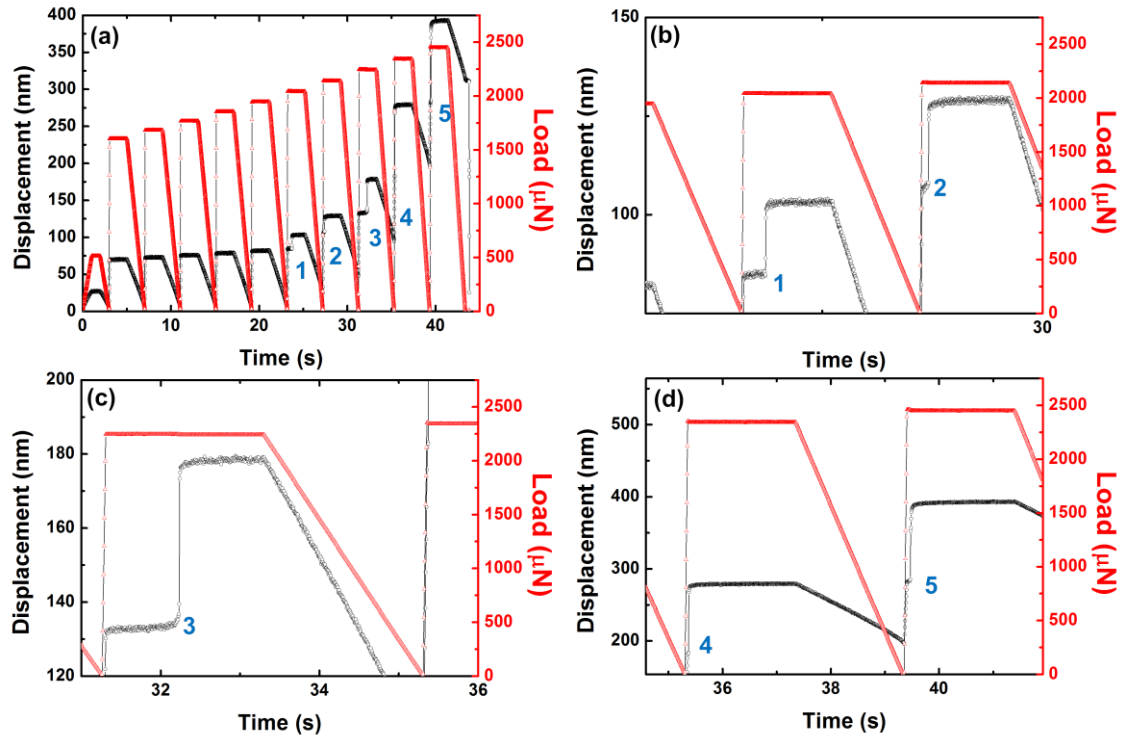 (a)
Displacement (nm)
400
350
300
250
200
150
100
50
0
0 10 20 30 40
Time (s)
2500
2000
1500
1000
500
0
Load (μN)
1
2
3
4
5
(b)
Displacement (nm)
150
100
30
Time (s)
2500
2000
1500
1000
500
0
Load (μN)
1
2
(c)
Displacement (nm)
200
180
160
140
120
32 34 36
Time (s)
2500
2000
1500
1000
500
0
Load (μN)
3
(d)
Displacement (nm)
500
400
300
200
36 38 40
Time (s)
2500
2000
1500
1000
500
0
Load (μN)
4
5